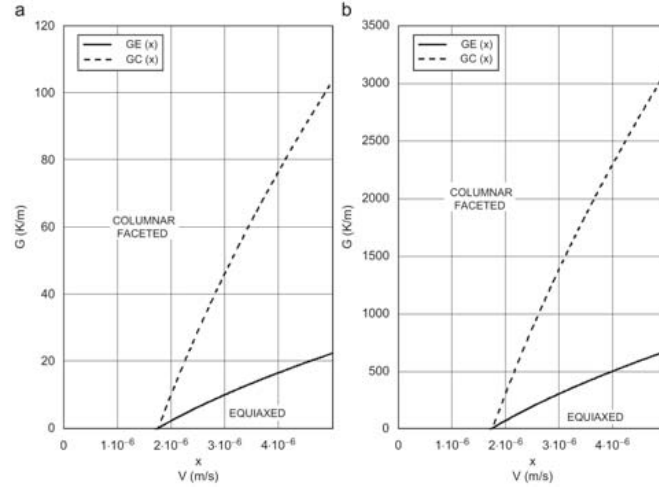 a
GE (x)
GC (x)
120
100
80
60
40
20
0
G (K/m)
COLUMNAR
FACETED
EQUIAXED
0
1·10⁻⁶
2·10⁻⁶
3·10⁻⁶
4·10⁻⁶
x
V (m/s)
b
GE (x)
GC (x)
3500
3000
2500
2000
1500
1000
500
0
G (K/m)
COLUMNAR
FACETED
EQUIAXED
0
1·10⁻⁶
2·10⁻⁶
3·10⁻⁶
4·10⁻⁶
x
V (m/s)